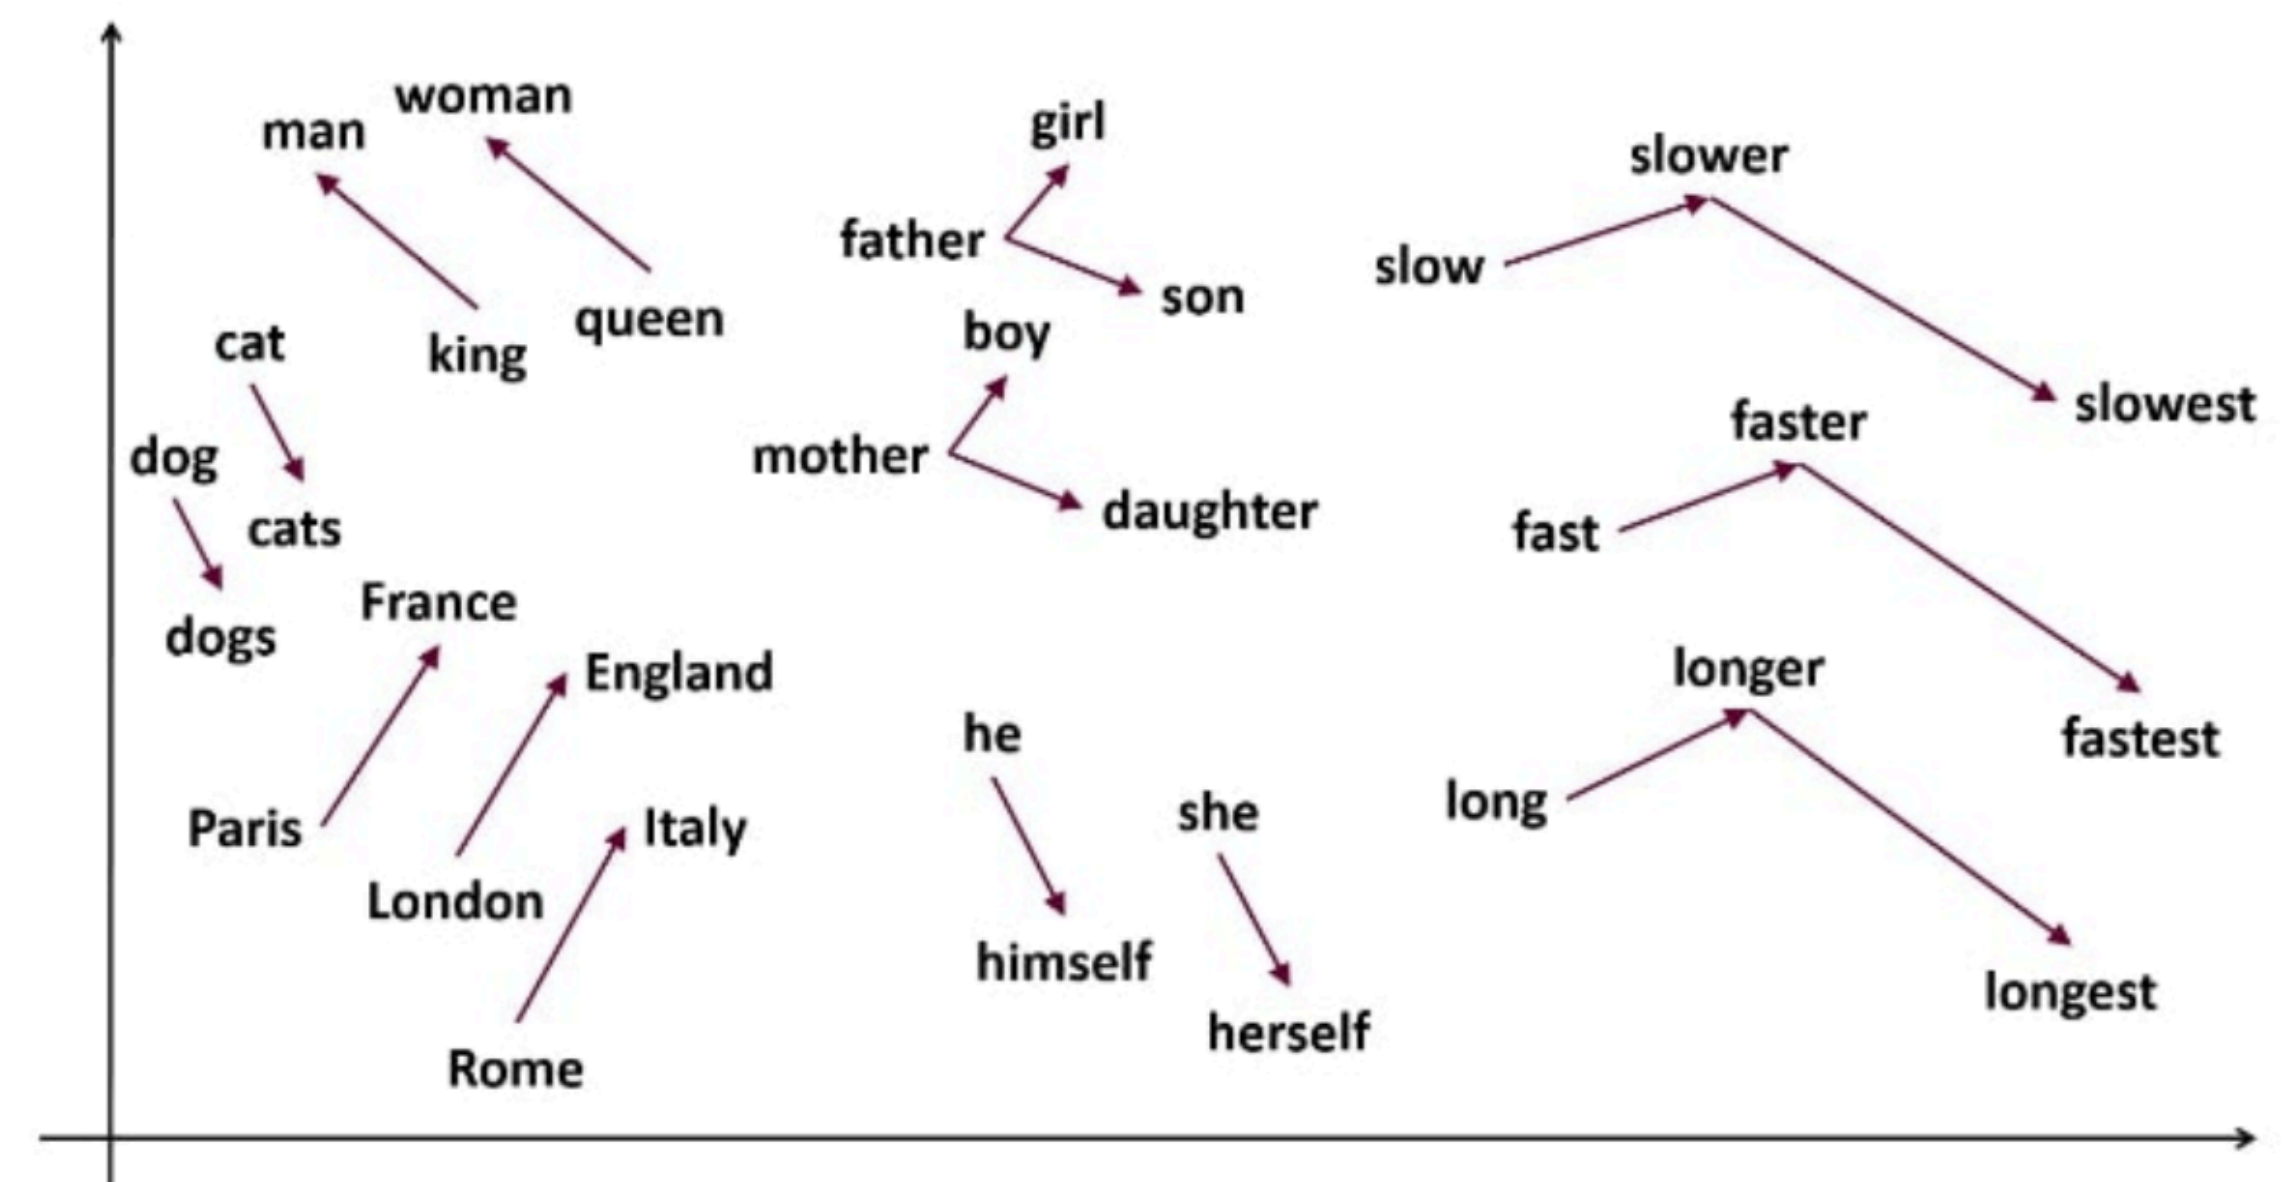 woman
man
girl
slower
father
slow
son
queen
boy
cat
king
slowest
faster
dog
mother
daughter
cats
fast
France
dogs
England
longer
he
fastest
long
she
Paris
Italy
London
himself
longest
herself
Rome